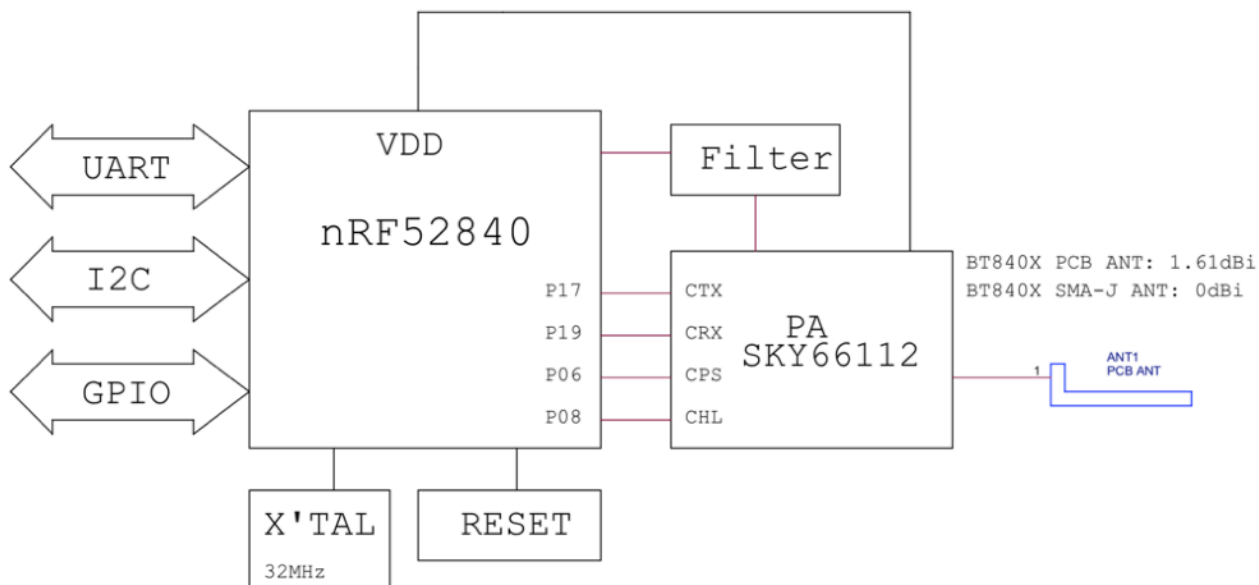 VDD
nRF52840
UART
I2C
GPIO
P17
P19
P06
P08
Filter
CTX
CRX
CPS
CHL
PA
SKY66112
BT840X PCB ANT: 1.61dBi
BT840X SMA-J ANT: 0dBi
1
ANT1
PCB ANT
X'TAL
32MHz
RESET